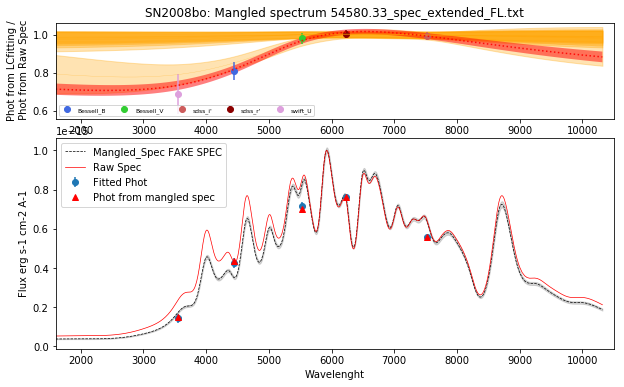 SN2008bo: Mangled spectrum 54580.33_spec_extended_FL.txt
Phot from LCfitting /
Phot from Raw Spec
1.0
0.8
0.6
Bessell_B Bessell_V sdss_i' sdss_r' swift_U
2000 3000 4000 5000 6000 7000 8000 9000 10000
1.0
0.8
0.6
0.4
0.2
0.0
Flux erg s-1 cm-2 A-1
Mangled_Spec FAKE SPEC
Raw Spec
Fitted Phot
Phot from mangled spec
2000 3000 4000 5000 6000 7000 8000 9000 10000
Wavelenght